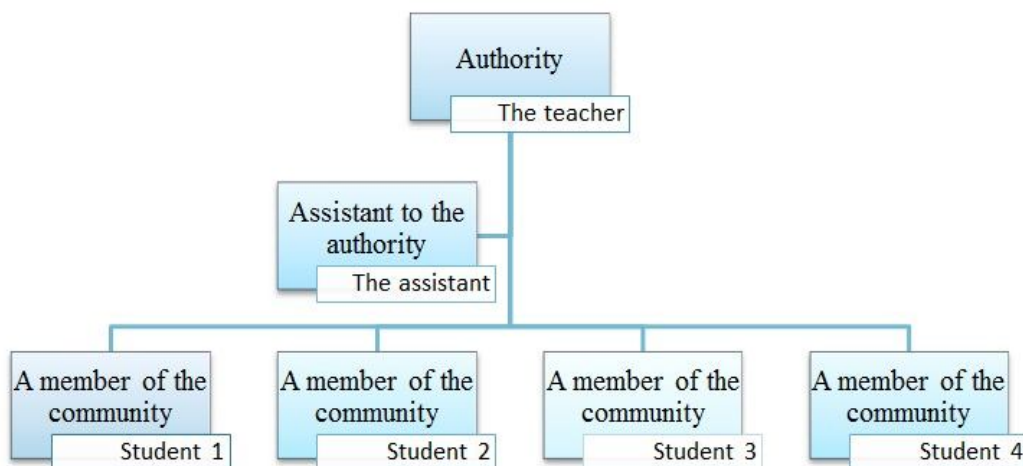 Authority
The teacher
Assistant to the
authority
The assistant
A member of the
community
Student 1
A member of the
community
Student 2
A member of the
community
Student 3
A member of the
community
Student 4